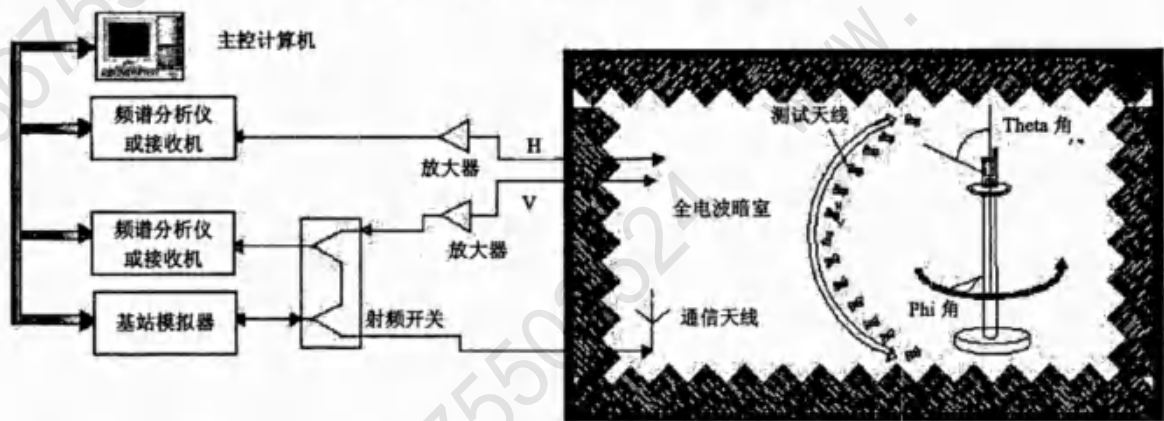 主控计算机
频谱分析仪
或接收机
放大器
H
V
放大器
频谱分析仪
或接收机
基站模拟器
射频开关
测试天线
Theta 角
全电波暗室
Phi 角
通信天线